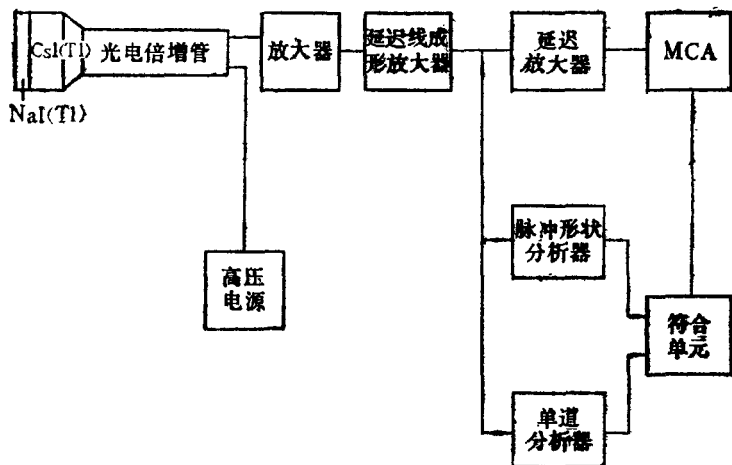 CsI(Tl)
光电倍增管
NaI(Tl)
放大器
延迟线成
形放大器
延迟
放大器
MCA
高压
电源
脉冲形状
分析器
符合
单元
单道
分析器